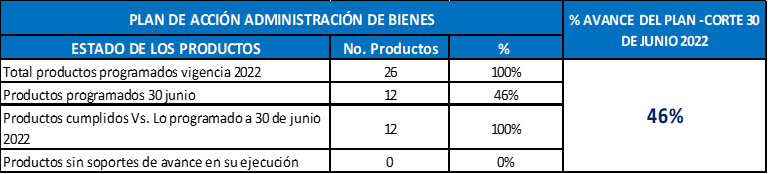 PLAN DE ACCIÓN ADMINISTRACIÓN DE BIENES
% AVANCE DEL PLAN -CORTE 30
DE JUNIO 2022
ESTADO DE LOS PRODUCTOS No. Productos %
Total productos programados vigencia 2022 26 100%
Productos programados 30 junio 12 46%
Productos cumplidos Vs. Lo programado a 30 de junio
2022 12 100%
Productos sin soportes de avance en su ejecución 0 0%
46%